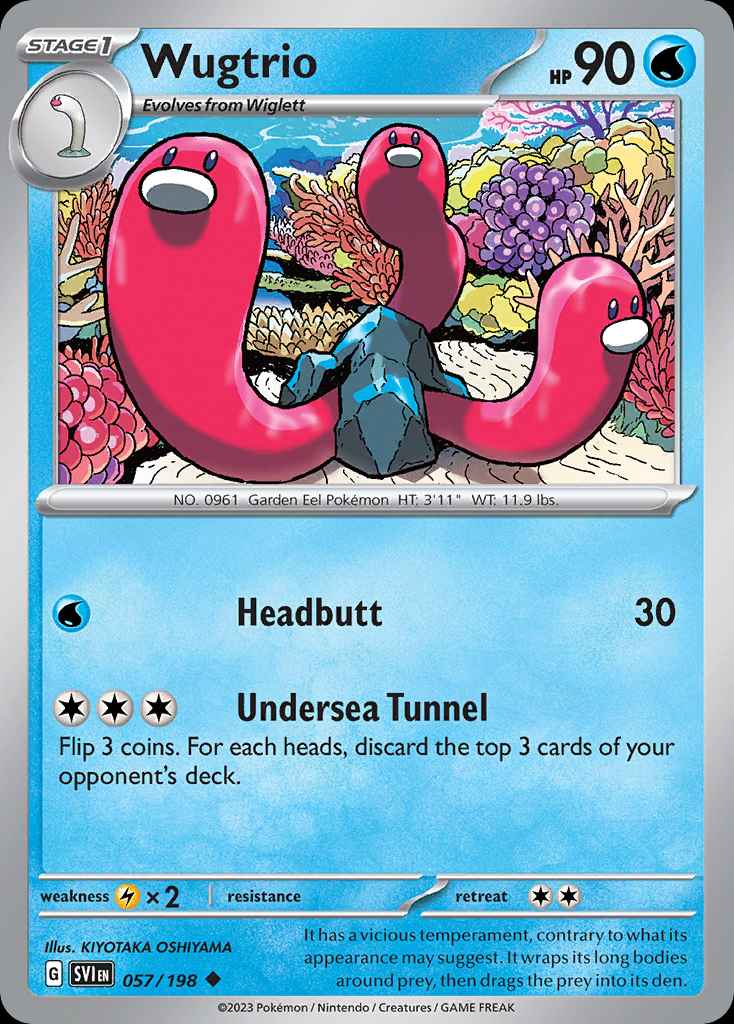 STAGE1
Wugtrio
HP 90
Evolves from Wiglett
NO. 0961 Garden Eel Pokémon HT: 3'11" WT: 11.9 lbs.
Headbutt 30
Undersea Tunnel
Flip 3 coins. For each heads, discard the top 3 cards of your
opponent's deck.
weakness ×2 resistance retreat
Illus. KIYOTAKA OSHIYAMA
It has a vicious temperament, contrary to what its
appearance may suggest. It wraps its long bodies
around prey, then drags the prey into its den.
G SVI EN 057/198
©2023 Pokémon / Nintendo / Creatures / GAME FREAK